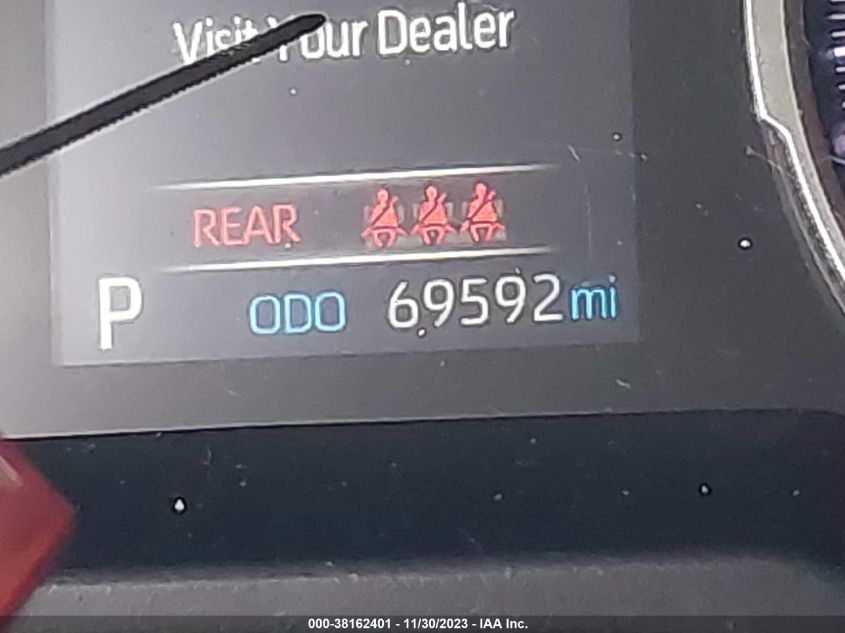 Visit Your Dealer
REAR
P ODO 69592 mi
000-38162401 - 11/30/2023 - IAA Inc.